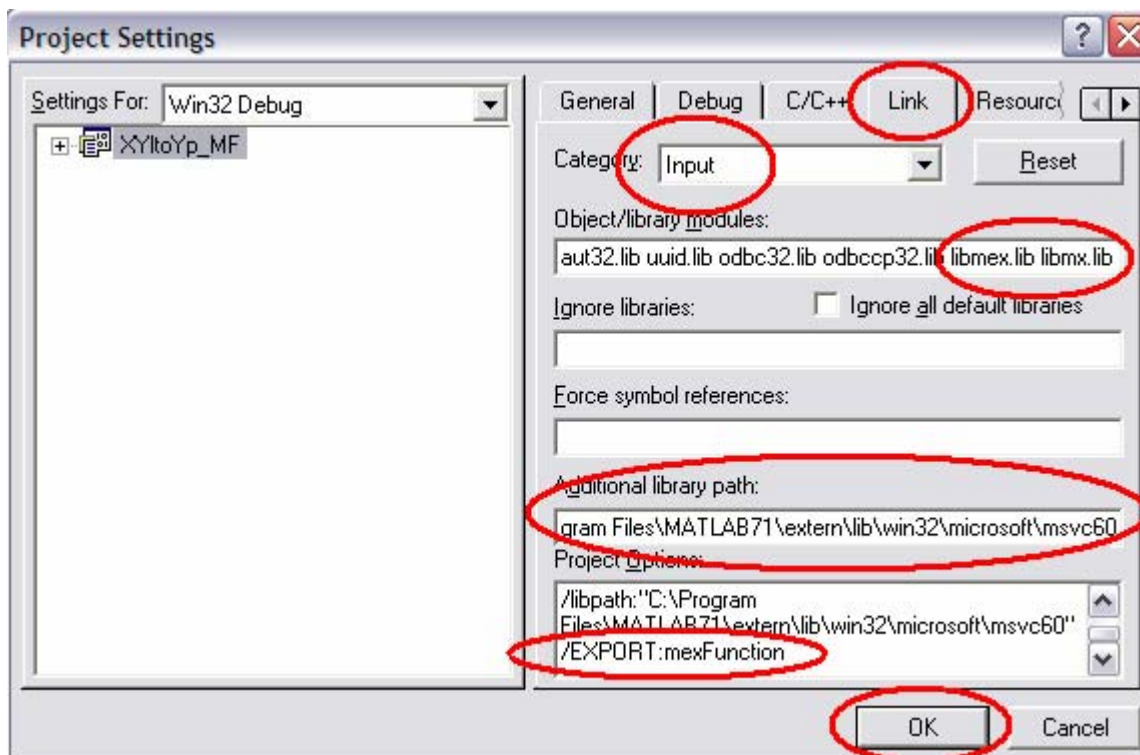 Project Settings
Settings For: Win32 Debug
XYItoYp_MF
General Debug C/C++ Link Resourc
Category: Input Reset
Object/library modules:
aut32.lib uuid.lib odbc32.lib odbccp32.lib libmex.lib libmx.lib
Ignore libraries: Ignore all default libraries
Force symbol references:
Additional library path:
gram Files\MATLAB71\extern\lib\win32\microsoft\msvc60
Project Options:
/libpath:"C:\Program
Files\MATLAB71\extern\lib\win32\microsoft\msvc60"
/EXPORT:mexFunction
OK Cancel